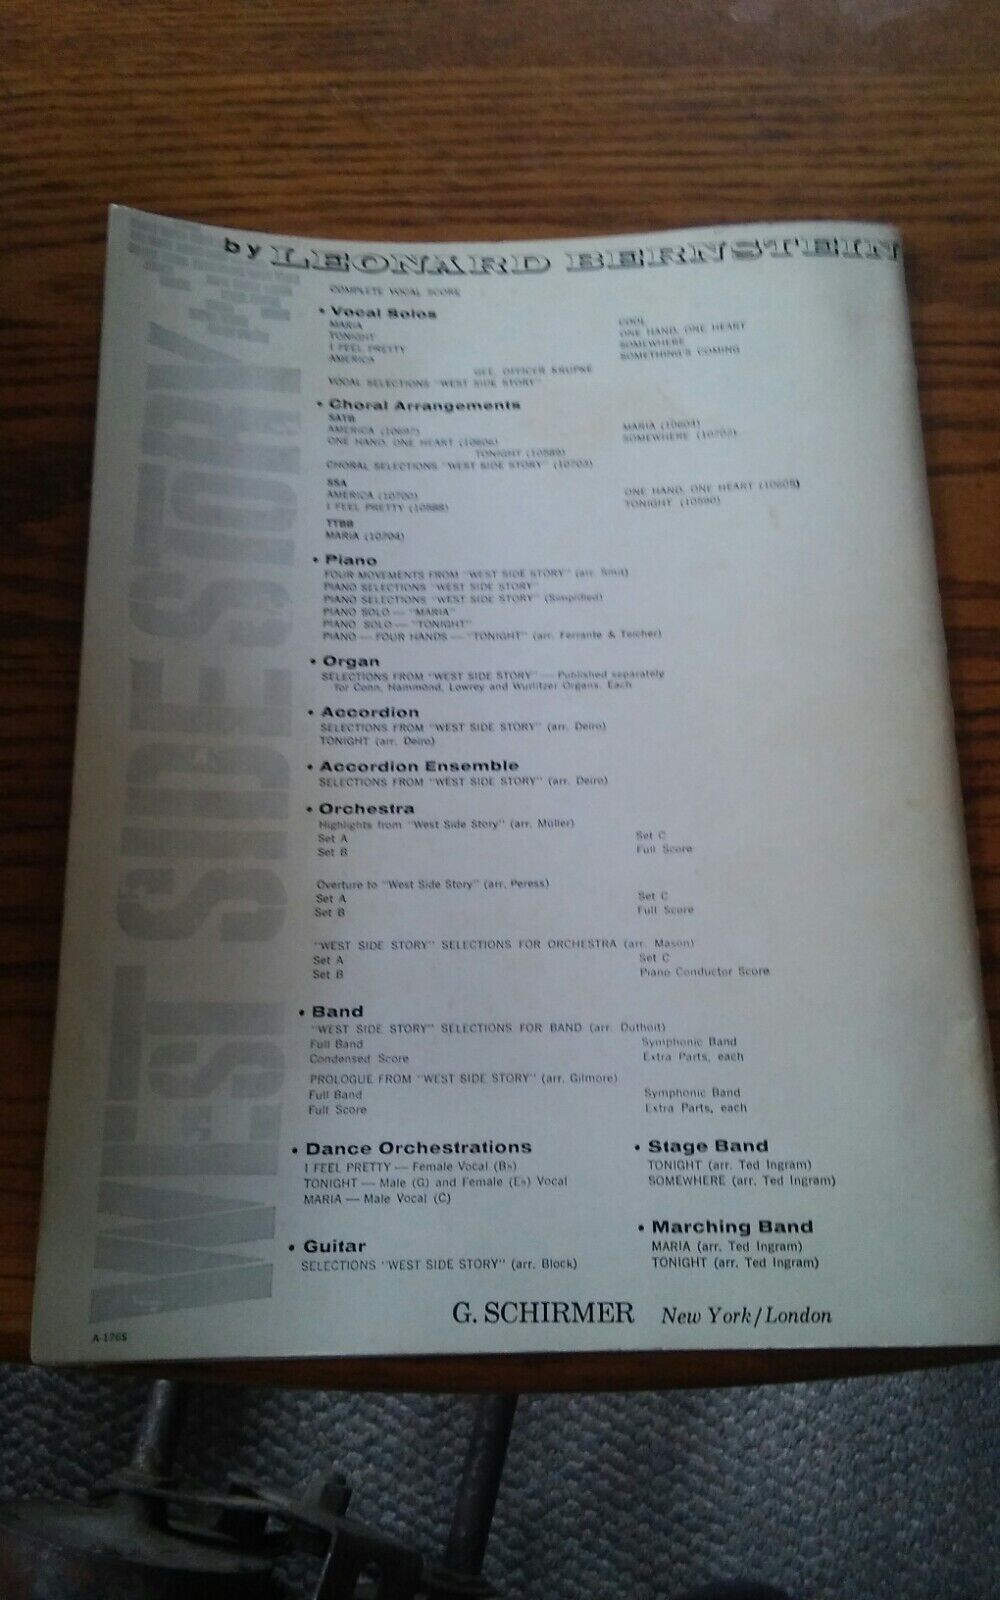 WEST SIDE STORY
by LEONARD BERNSTEIN
COMPLETE VOCAL SCORE
• Vocal Solos
MARIA
TONIGHT
I FEEL PRETTY
AMERICA
COOL
ONE HAND, ONE HEART
SOMEWHERE
SOMETHING'S COMING
GEE, OFFICER KRUPKE
VOCAL SELECTIONS "WEST SIDE STORY"
• Choral Arrangements
SATB
AMERICA (10697)
MARIA (10604)
ONE HAND, ONE HEART (10606)
SOMEWHERE (10702)
TONIGHT (10589)
CHORAL SELECTIONS "WEST SIDE STORY" (10703)
SSA
AMERICA (10700)
ONE HAND, ONE HEART (10605)
I FEEL PRETTY (10588)
TONIGHT (10590)
TTBB
MARIA (10704)
• Piano
FOUR MOVEMENTS FROM "WEST SIDE STORY" (arr. Smit)
PIANO SELECTIONS "WEST SIDE STORY"
PIANO SELECTIONS "WEST SIDE STORY" (Simplified)
PIANO SOLO — "MARIA"
PIANO SOLO — "TONIGHT"
PIANO — FOUR HANDS — "TONIGHT" (arr. Ferrante & Teicher)
• Organ
SELECTIONS FROM "WEST SIDE STORY" — Published separately
for Conn, Hammond, Lowrey and Wurlitzer Organs. Each
• Accordion
SELECTIONS FROM "WEST SIDE STORY" (arr. Deiro)
TONIGHT (arr. Deiro)
• Accordion Ensemble
SELECTIONS FROM "WEST SIDE STORY" (arr. Deiro)
• Orchestra
Highlights from "West Side Story" (arr. Müller)
Set A
Set C
Set B
Full Score
Overture to "West Side Story" (arr. Peress)
Set A
Set C
Set B
Full Score
"WEST SIDE STORY" SELECTIONS FOR ORCHESTRA (arr. Mason)
Set A
Set C
Set B
Piano Conductor Score
• Band
"WEST SIDE STORY" SELECTIONS FOR BAND (arr. Duthoit)
Full Band
Symphonic Band
Condensed Score
Extra Parts, each
PROLOGUE FROM "WEST SIDE STORY" (arr. Gilmore)
Full Band
Symphonic Band
Full Score
Extra Parts, each
• Dance Orchestrations
I FEEL PRETTY — Female Vocal (B♭)
TONIGHT — Male (G) and Female (E♭) Vocal
MARIA — Male Vocal (C)
• Stage Band
TONIGHT (arr. Ted Ingram)
SOMEWHERE (arr. Ted Ingram)
• Guitar
SELECTIONS "WEST SIDE STORY" (arr. Block)
• Marching Band
MARIA (arr. Ted Ingram)
TONIGHT (arr. Ted Ingram)
G. SCHIRMER New York/London
A-1265